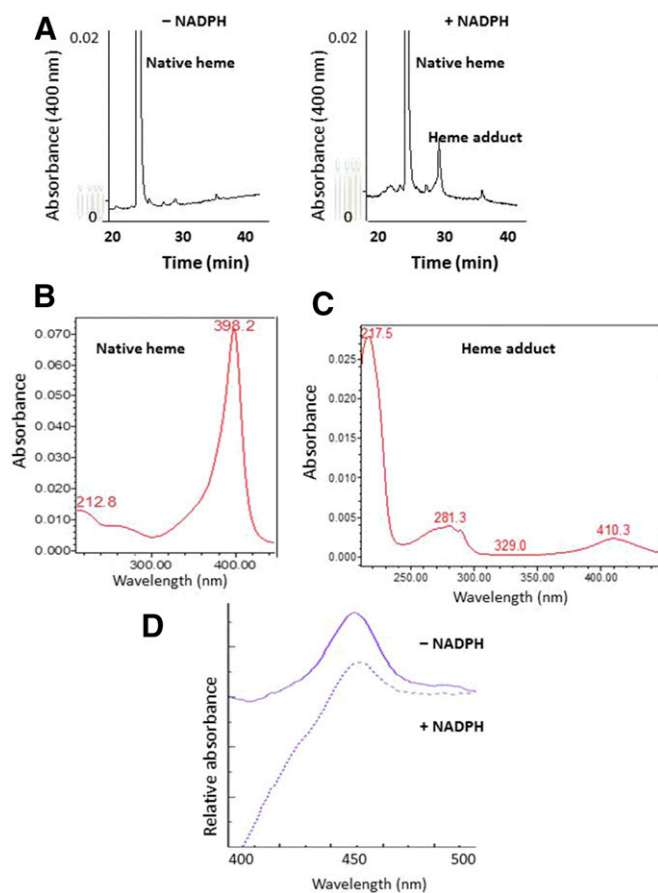 A
– NADPH
+ NADPH
0.02
Native heme
0
Absorbance (400 nm)
20 30 40
Time (min)
0.02
Native heme
Heme adduct
0
Absorbance (400 nm)
20 30 40
Time (min)
B
398.2
Native heme
0.070
0.060
0.050
0.040
0.030
0.020
0.010
0.000
212.8
Absorbance
300.00 400.00
Wavelength (nm)
C
217.5
Heme adduct
0.025
0.020
0.015
0.010
0.005
0.000
281.3
329.0
410.3
Absorbance
250.00 300.00 350.00 400.00
Wavelength (nm)
D
– NADPH
+ NADPH
Relative absorbance
400 450 500
Wavelength (nm)